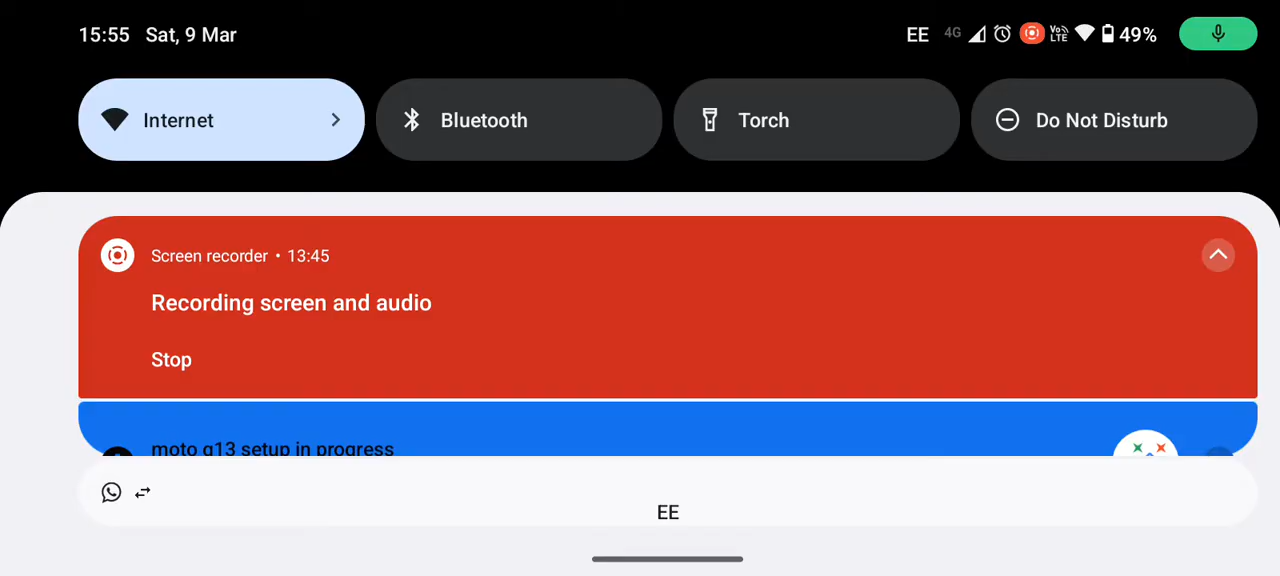 15:55 Sat, 9 Mar EE 4G VoLTE 49%
Internet Bluetooth Torch Do Not Disturb
Screen recorder • 13:45
Recording screen and audio
Stop
moto g13 setup in progress
EE